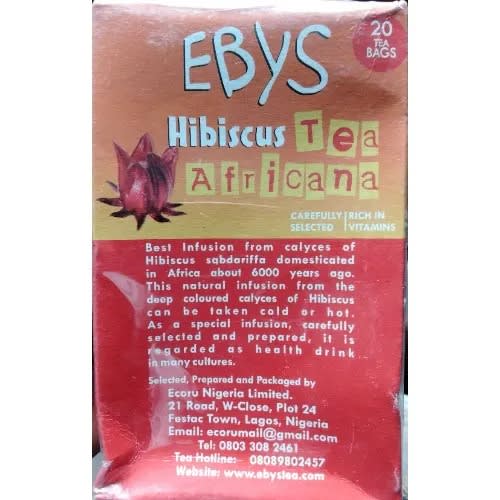 EBYS
20
TEA
BAGS
Hibiscus Tea
Africana
CAREFULLY RICH IN
SELECTED VITAMINS
Best Infusion from calyces of
Hibiscus sabdariffa domesticated
in Africa about 6000 years ago.
This natural infusion from the
deep coloured calyces of Hibiscus
can be taken cold or hot.
As a special infusion, carefully
selected and prepared, it is
regarded as health drink
in many cultures.
Selected, Prepared and Packaged by
Ecoru Nigeria Limited.
21 Road, W-Close, Plot 24
Festac Town, Lagos, Nigeria
Email: ecorumail@gmail.com
Tel: 0803 308 2461
Tea Hotline: 08089802457
Website: www.ebystea.com